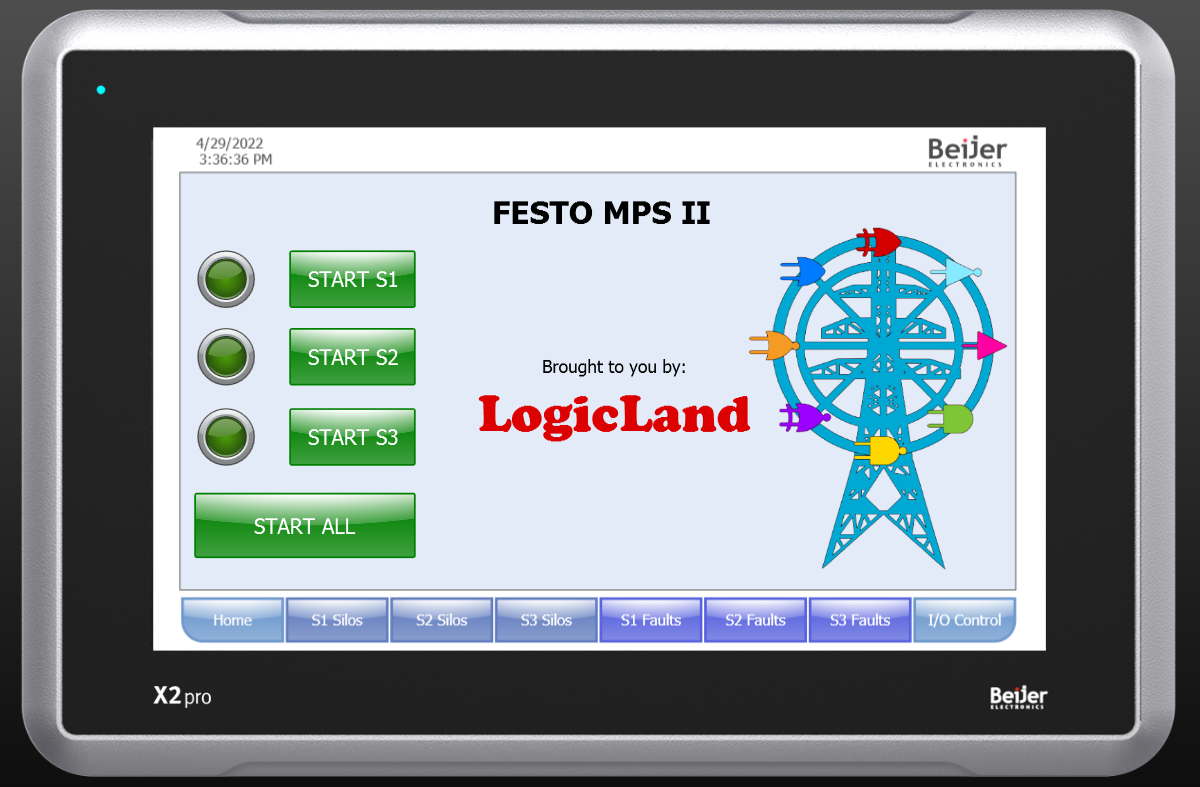 4/29/2022
3:36:36 PM
Beijer
ELECTRONICS
FESTO MPS II
START S1
START S2
START S3
START ALL
Brought to you by:
LogicLand
Home
S1 Silos
S2 Silos
S3 Silos
S1 Faults
S2 Faults
S3 Faults
I/O Control
X2 pro
Beijer
ELECTRONICS